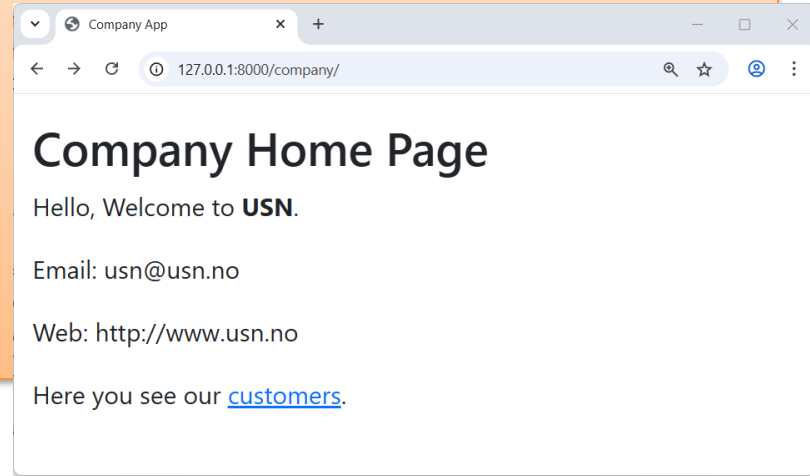 Company App
127.0.0.1:8000/company/
Company Home Page
Hello, Welcome to USN.
Email: usn@usn.no
Web: http://www.usn.no
Here you see our customers.